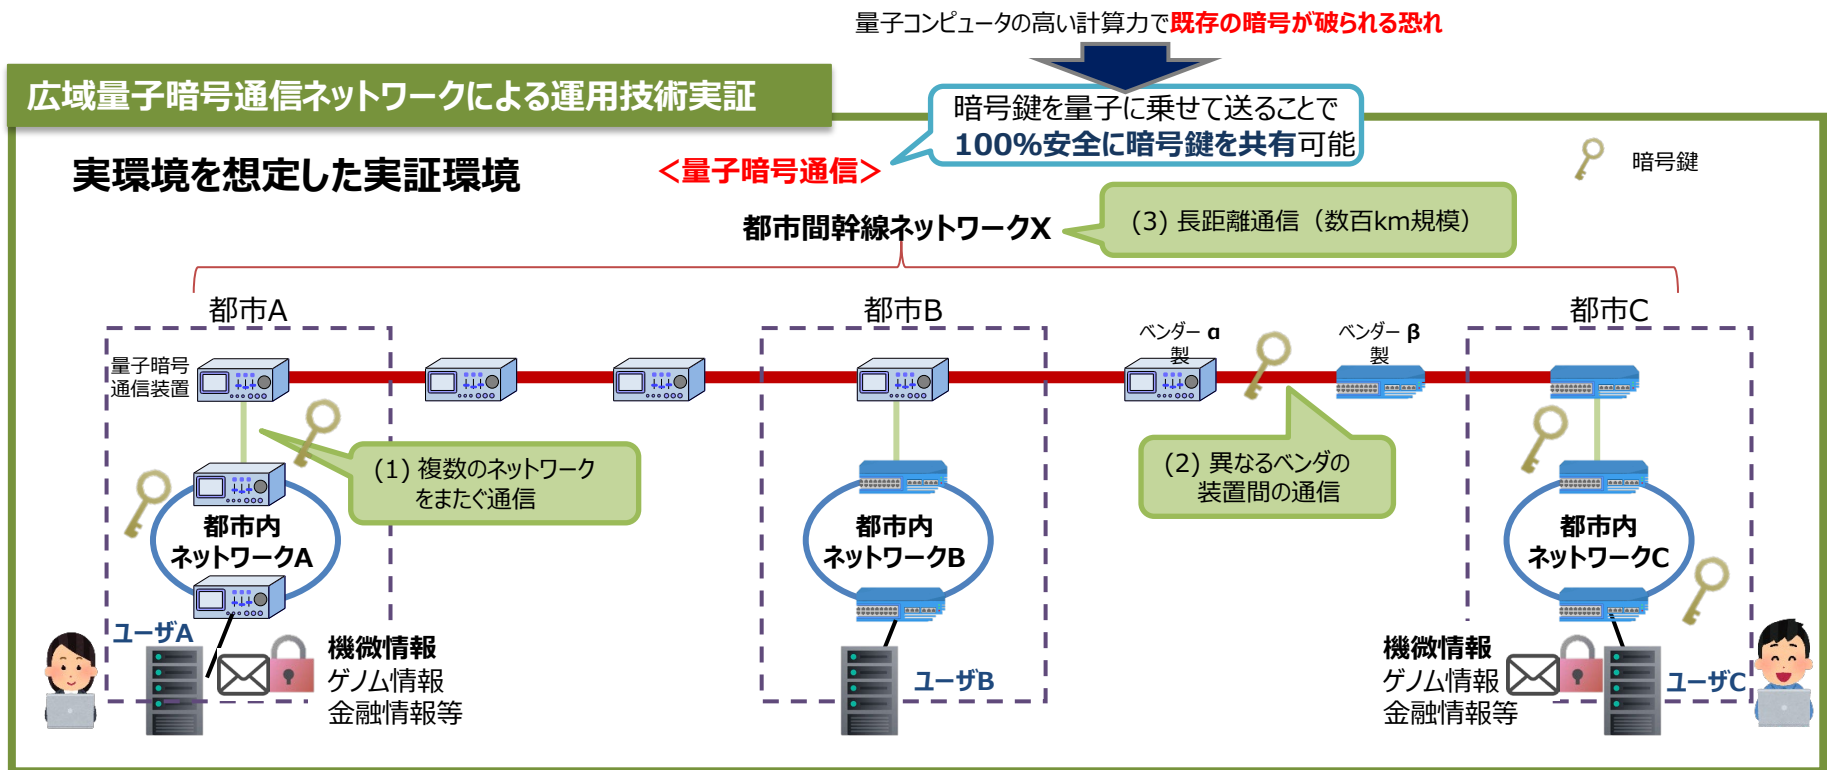 量子コンピュータの高い計算力で既存の暗号が破られる恐れ
広域量子暗号通信ネットワークによる運用技術実証
暗号鍵を量子に乗せて送ることで
100%安全に暗号鍵を共有可能
実環境を想定した実証環境
<量子暗号通信>
暗号鍵
都市間幹線ネットワークX
(3) 長距離通信（数百km規模）
都市A
都市B
都市C
量子暗号
通信装置
ベンダー α
製
ベンダー β
製
(1) 複数のネットワーク
をまたぐ通信
(2) 異なるベンダの
装置間の通信
都市内
ネットワークA
都市内
ネットワークB
都市内
ネットワークC
ユーザA
機微情報
ゲノム情報
金融情報等
ユーザB
機微情報
ゲノム情報
金融情報等
ユーザC